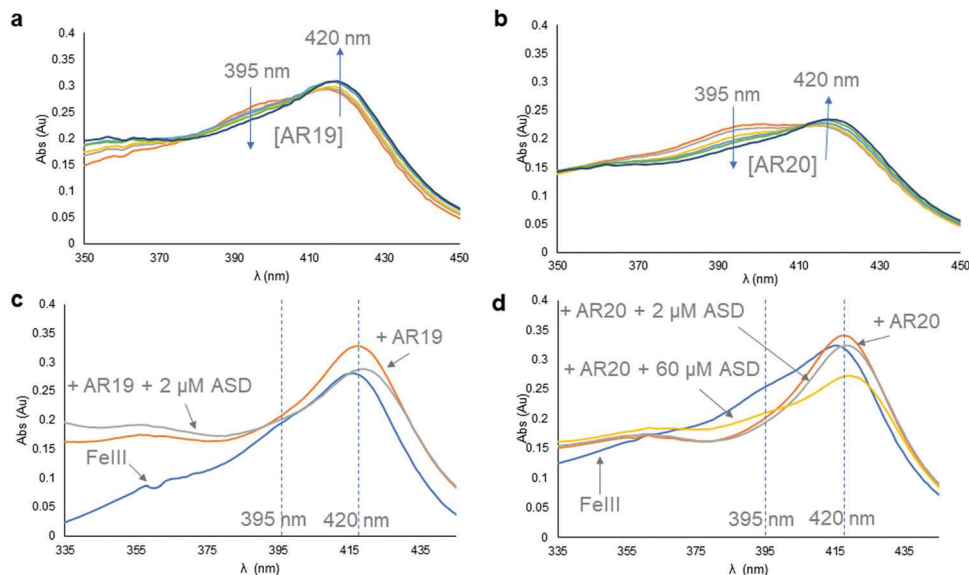 a
0.4
0.35
0.3
0.25
0.2
0.15
0.1
0.05
0
Abs (Au)
420 nm
395 nm
[AR19]
350
370
390
410
430
450
λ (nm)
b
0.4
0.35
0.3
0.25
0.2
0.15
0.1
0.05
0
Abs (Au)
395 nm
420 nm
[AR20]
350
370
390
410
430
450
λ (nm)
c
0.4
0.35
0.3
0.25
0.2
0.15
0.1
0.05
0
Abs (Au)
+ AR19
+ AR19 + 2 µM ASD
FeIII
395 nm
420 nm
335
355
375
395
415
435
λ (nm)
d
0.4
0.35
0.3
0.25
0.2
0.15
0.1
0.05
0
Abs (Au)
+ AR20 + 2 µM ASD
+ AR20
+ AR20 + 60 µM ASD
FeIII
395 nm
420 nm
335
355
375
395
415
435
λ (nm)